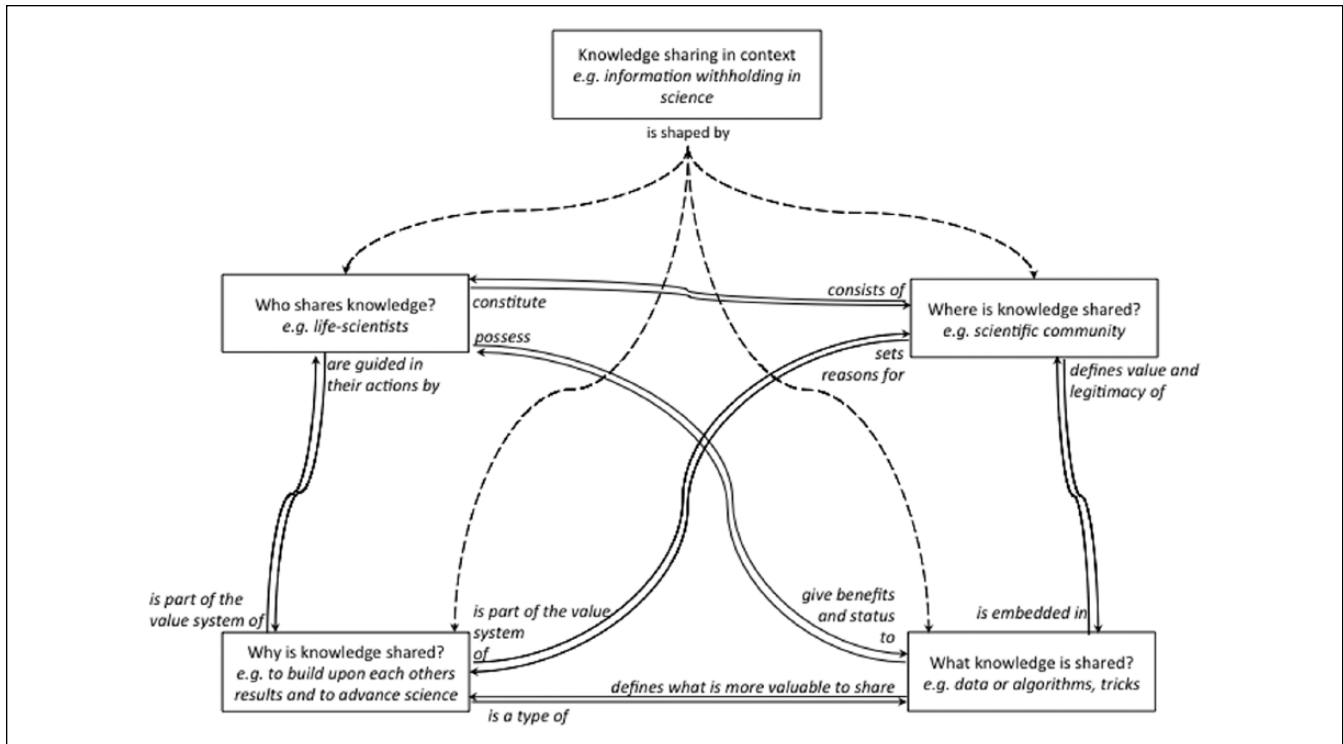 Knowledge sharing in context
e.g. information withholding in
science
is shaped by
Who shares knowledge?
e.g. life-scientists
constitute
consists of
Where is knowledge shared?
e.g. scientific community
possess
are guided in
their actions by
sets
reasons for
defines value and
legitimacy of
is part of the
value system of
is part of the value
system
of
give benefits
and status
to
is embedded in
Why is knowledge shared?
e.g. to build upon each others
results and to advance science
What knowledge is shared?
e.g. data or algorithms, tricks
defines what is more valuable to share
is a type of